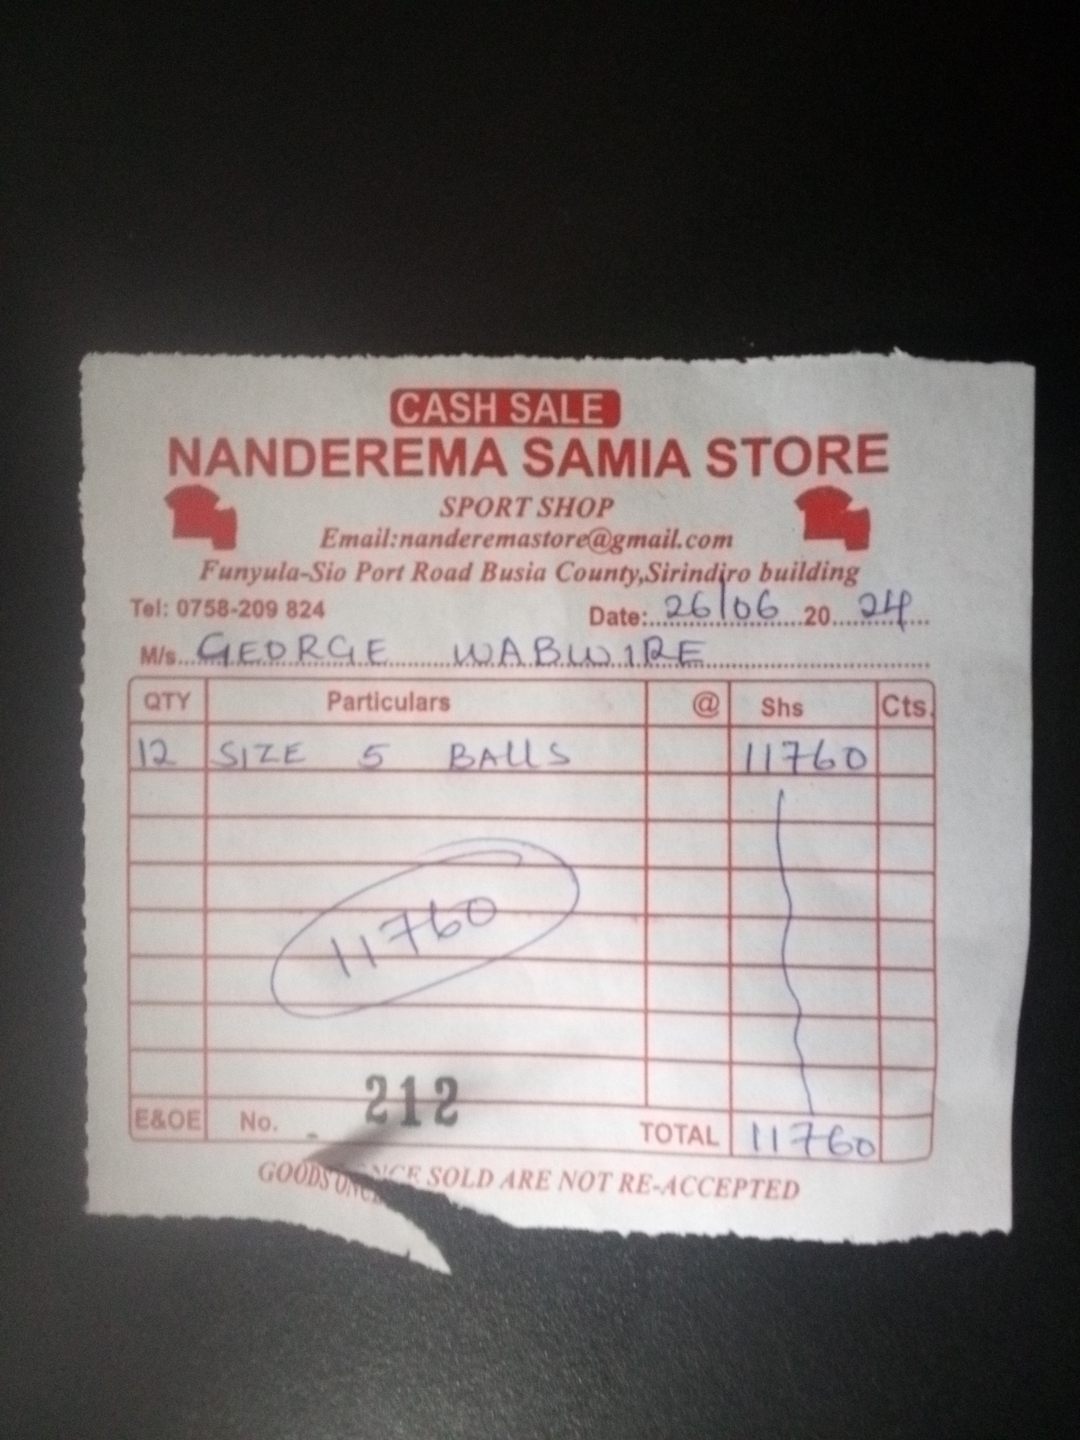 CASH SALE
NANDEREMA SAMIA STORE
SPORT SHOP
Email:nanderemastore@gmail.com
Funyula-Sio Port Road Busia County,Sirindiro building
Tel: 0758-209 824 Date:..26/06..20..24..
M/s..GEORGE WABWIRE..
QTY Particulars @ Shs Cts.
12 SIZE 5 BALLS 11760
11760
E&OE No. 212 TOTAL 11760
GOODS ONCE SOLD ARE NOT RE-ACCEPTED